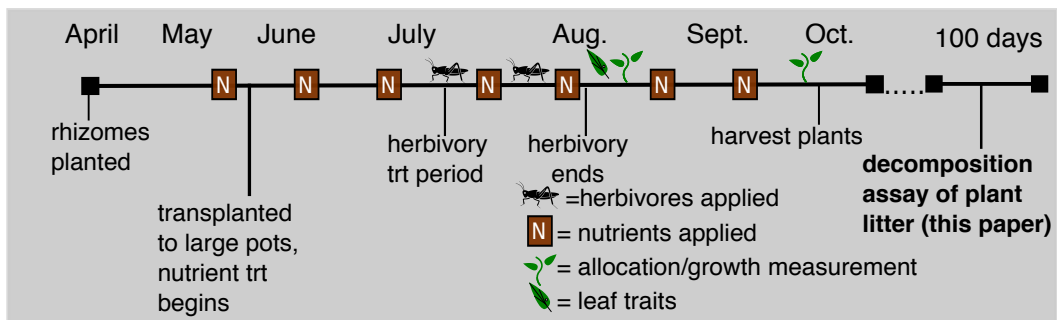 April May June July Aug. Sept. Oct. 100 days
N N N N N N N
rhizomes
planted
herbivory
trt period
herbivory
ends
harvest plants
decomposition
assay of plant
litter (this paper)
transplanted
to large pots,
nutrient trt
begins
=herbivores applied
N = nutrients applied
= allocation/growth measurement
= leaf traits